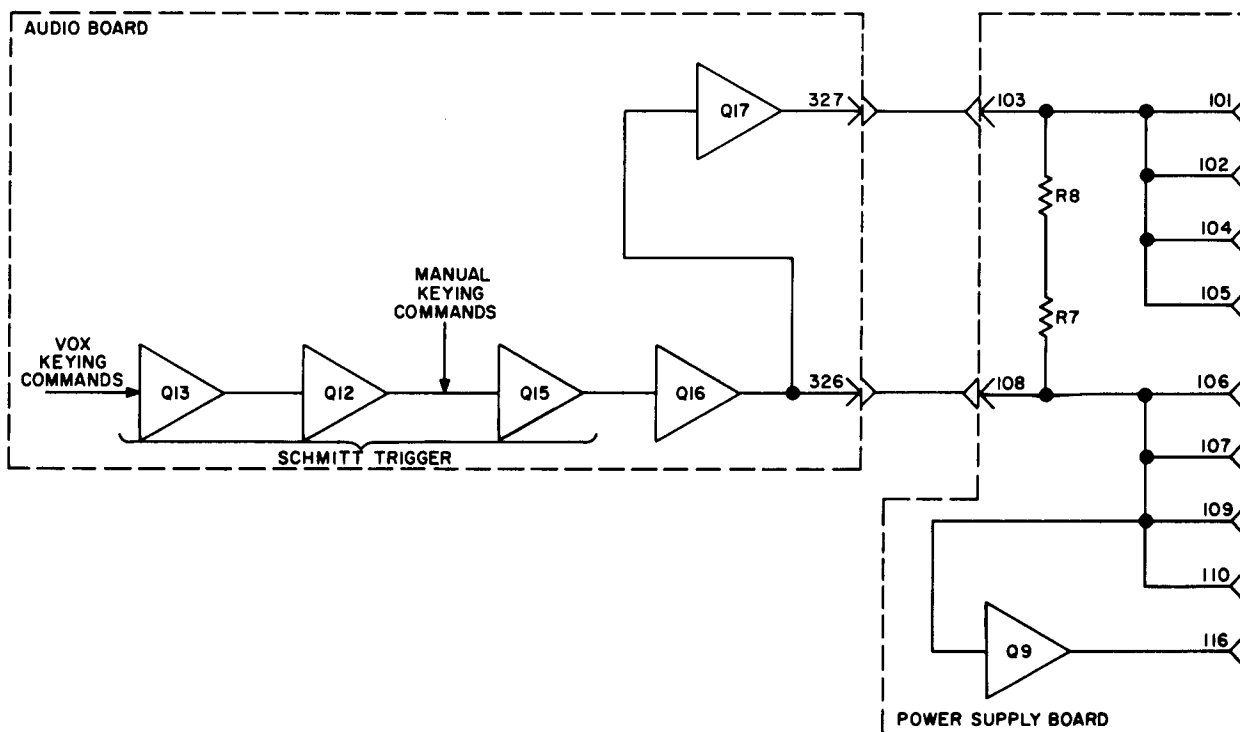 AUDIO BOARD
Q17
327
103
101
102
R8
104
MANUAL
KEYING
COMMANDS
105
R7
VOX
KEYING
COMMANDS
Q13
Q12
Q15
Q16
326
108
106
SCHMITT TRIGGER
107
109
110
Q9
116
POWER SUPPLY BOARD